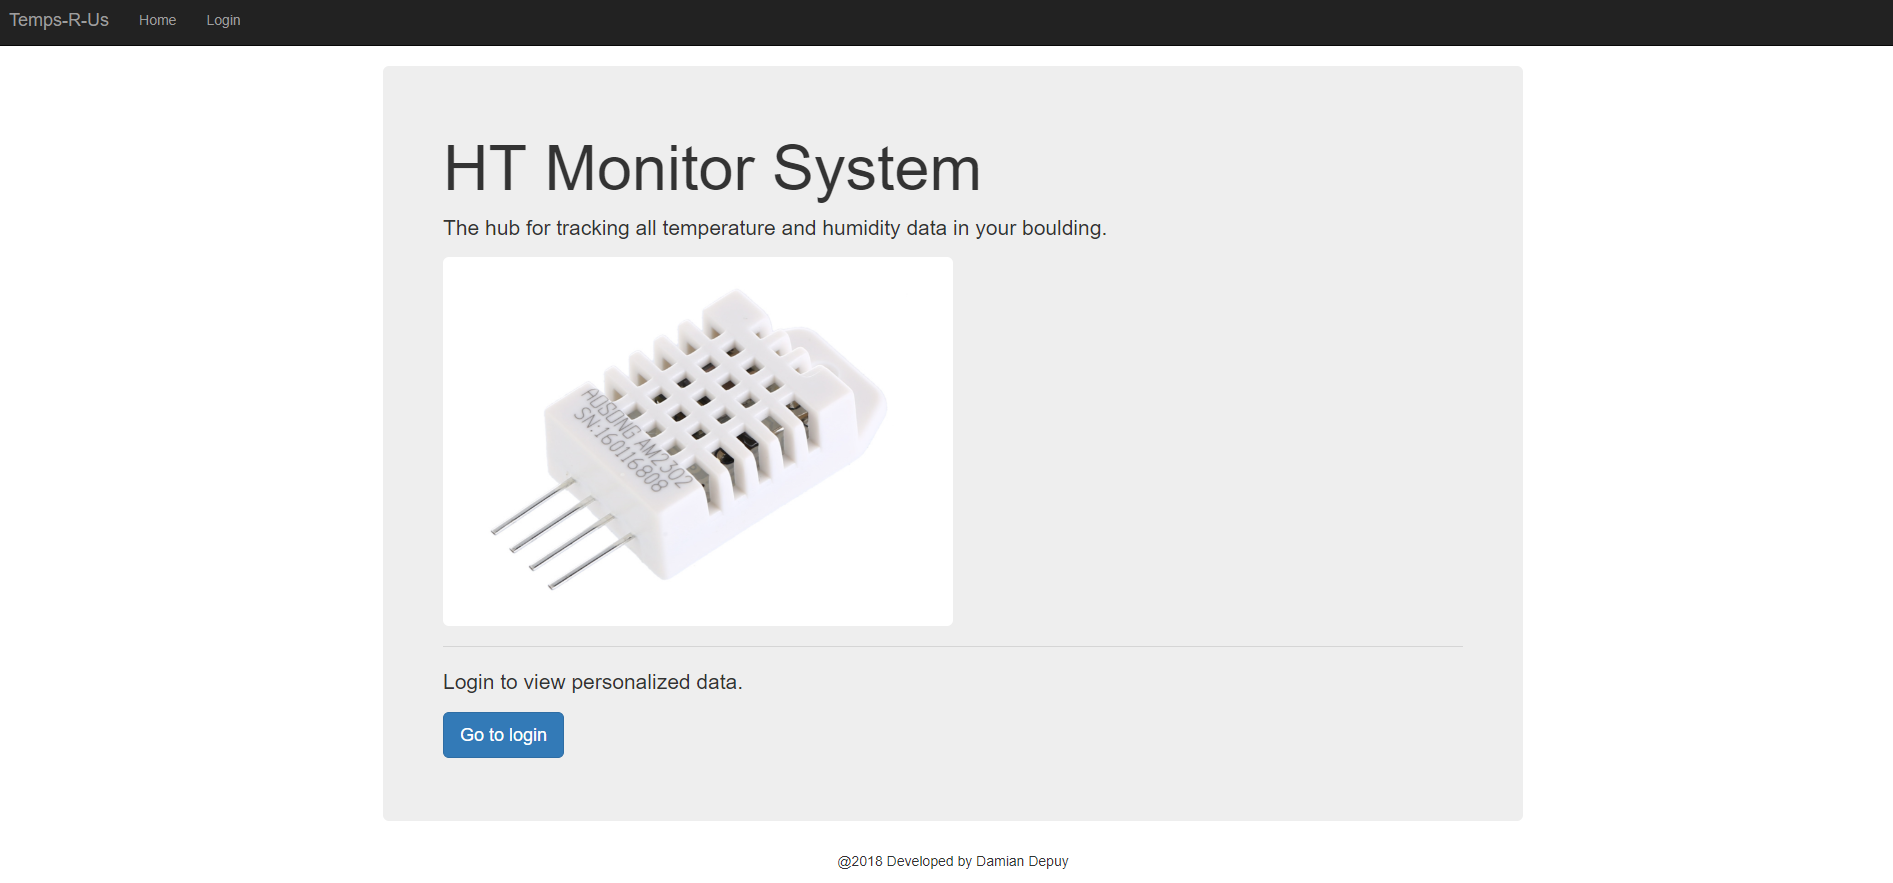 Temps-R-Us Home Login
HT Monitor System
The hub for tracking all temperature and humidity data in your boulding.
AOSONG AM2302
SN:160116808
Login to view personalized data.
Go to login
@2018 Developed by Damian Depuy